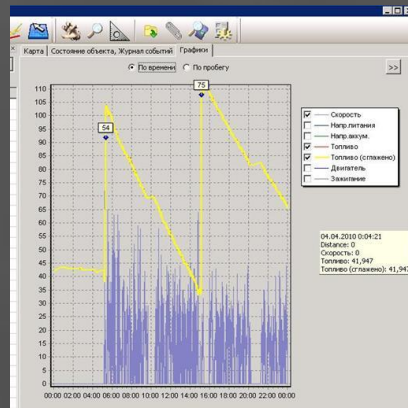 Карта Состояние объекта, Журнал событий Графики
По времени По пробегу >>
75
54
110
105
100
95
90
85
80
75
70
65
60
55
50
45
40
35
30
25
20
15
10
5
0
00:00 02:00 04:00 06:00 08:00 10:00 12:00 14:00 16:00 18:00 20:00 22:00 00:00
Скорость
Напр.питания
Напр.аккум.
Топливо
Топливо (сглажено)
Двигатель
Зажигание
04.04.2010 0:04:21
Distance: 0
Скорость: 0
Топливо: 41,947
Топливо (сглажено): 41,947